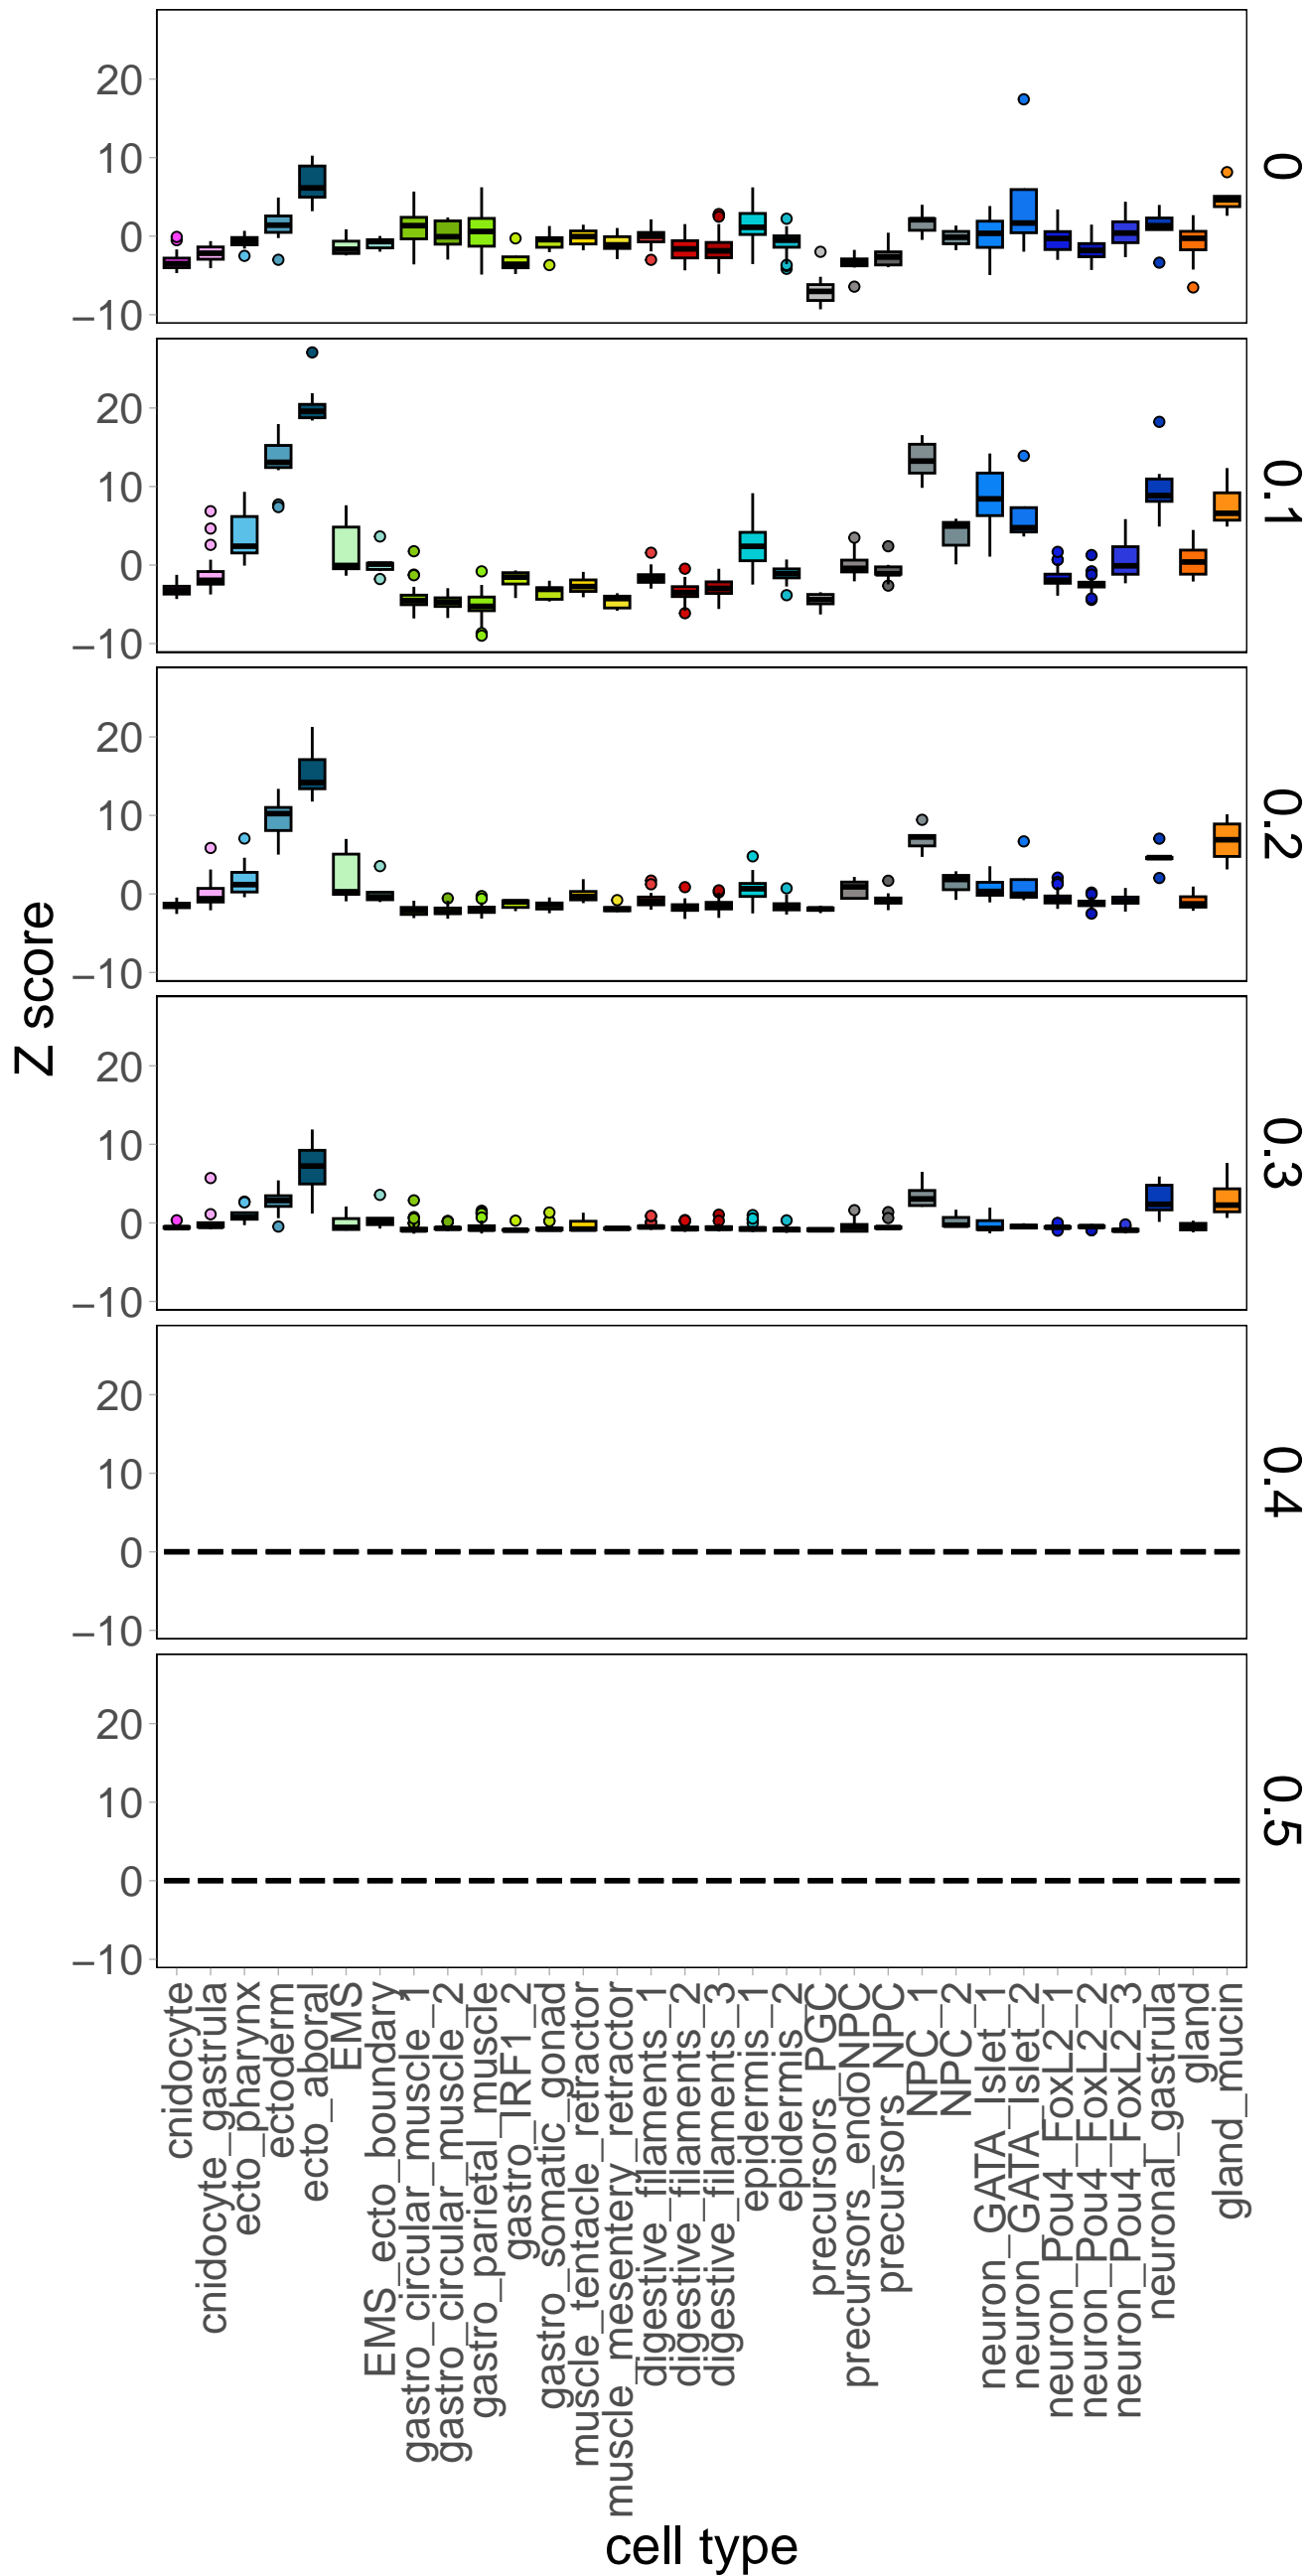 Z score
20
10
0
−10
0
20
10
0
−10
0.1
20
10
0
−10
0.2
20
10
0
−10
0.3
20
10
0
−10
0.4
20
10
0
−10
0.5
cnidocyte
cnidocyte_gastrula
ecto_pharynx
ectoderm
ecto_aboral
EMS
EMS_ecto_boundary
gastro_circular_muscle_1
gastro_circular_muscle_2
gastro_parietal_muscle
gastro_IRF1_2
gastro_somatic_gonad
muscle_tentacle_retractor
muscle_mesentery_retractor
digestive_filaments_1
digestive_filaments_2
digestive_filaments_3
epidermis_1
epidermis_2
precursors_PGC
precursors_endoNPC
precursors_NPC
NPC_1
NPC_2
neuron_GATA_Islet_1
neuron_GATA_Islet_2
neuron_Pou4_FoxL2_1
neuron_Pou4_FoxL2_2
neuron_Pou4_FoxL2_3
neuronal_gastrula
gland
gland_mucin
cell type